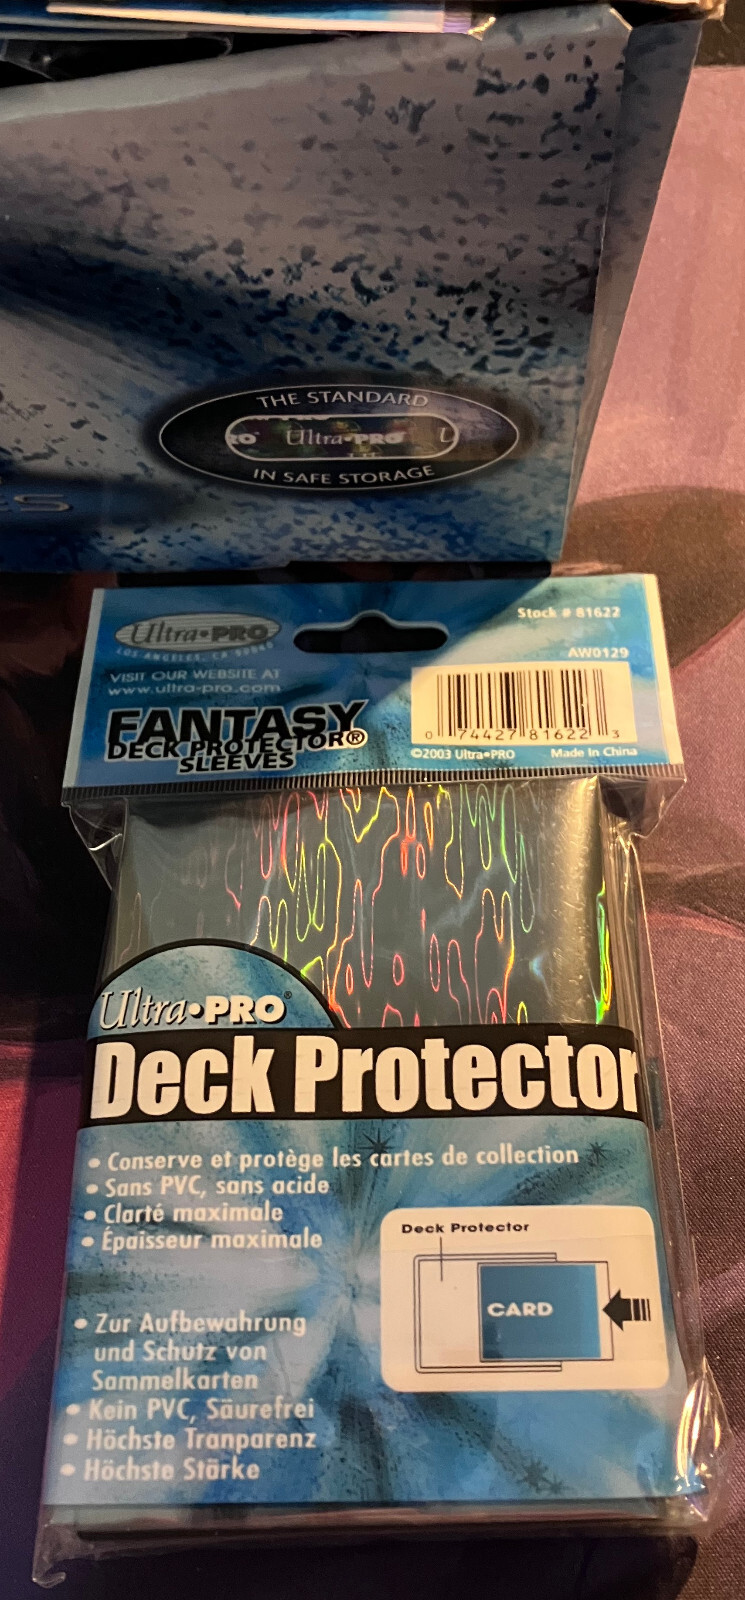 THE STANDARD
RO Ultra•PRO U
IN SAFE STORAGE
ES
Ultra•PRO
LOS ANGELES, CA 90040
VISIT OUR WEBSITE AT
www.ultra-pro.com
FANTASY
DECK PROTECTOR®
SLEEVES
Stock # 81622
AW0129
0 74427 81622 3
©2003 Ultra•PRO Made In China
Ultra•PRO®
Deck Protector
• Conserve et protège les cartes de collection
• Sans PVC, sans acide
• Clarté maximale
• Épaisseur maximale
Deck Protector
CARD
• Zur Aufbewahrung
und Schutz von
Sammelkarten
• Kein PVC, Säurefrei
• Höchste Tranparenz
• Höchste Stärke